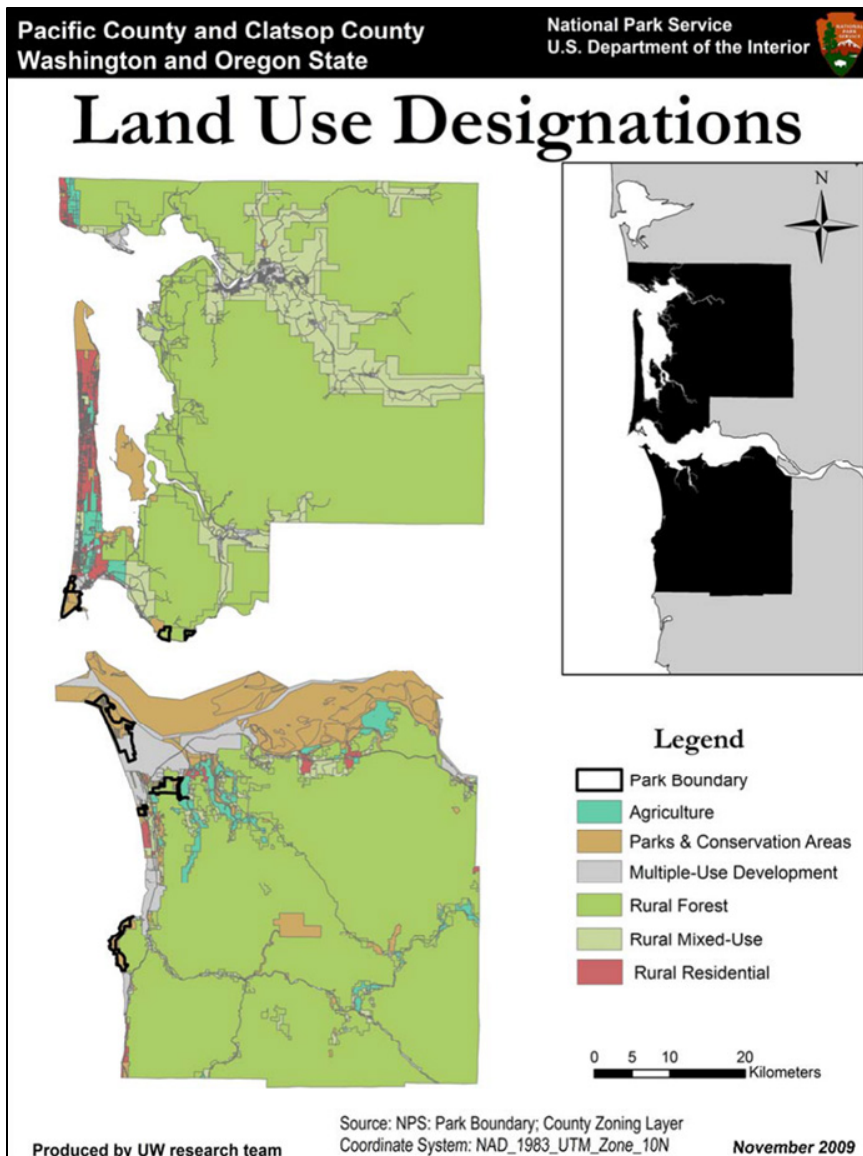 Pacific County and Clatsop County
Washington and Oregon State
National Park Service
U.S. Department of the Interior
NATIONAL
PARK
SERVICE
Land Use Designations
N
Legend
Park Boundary
Agriculture
Parks & Conservation Areas
Multiple-Use Development
Rural Forest
Rural Mixed-Use
Rural Residential
0 5 10 20
Kilometers
Source: NPS: Park Boundary; County Zoning Layer
Coordinate System: NAD_1983_UTM_Zone_10N
Produced by UW research team
November 2009